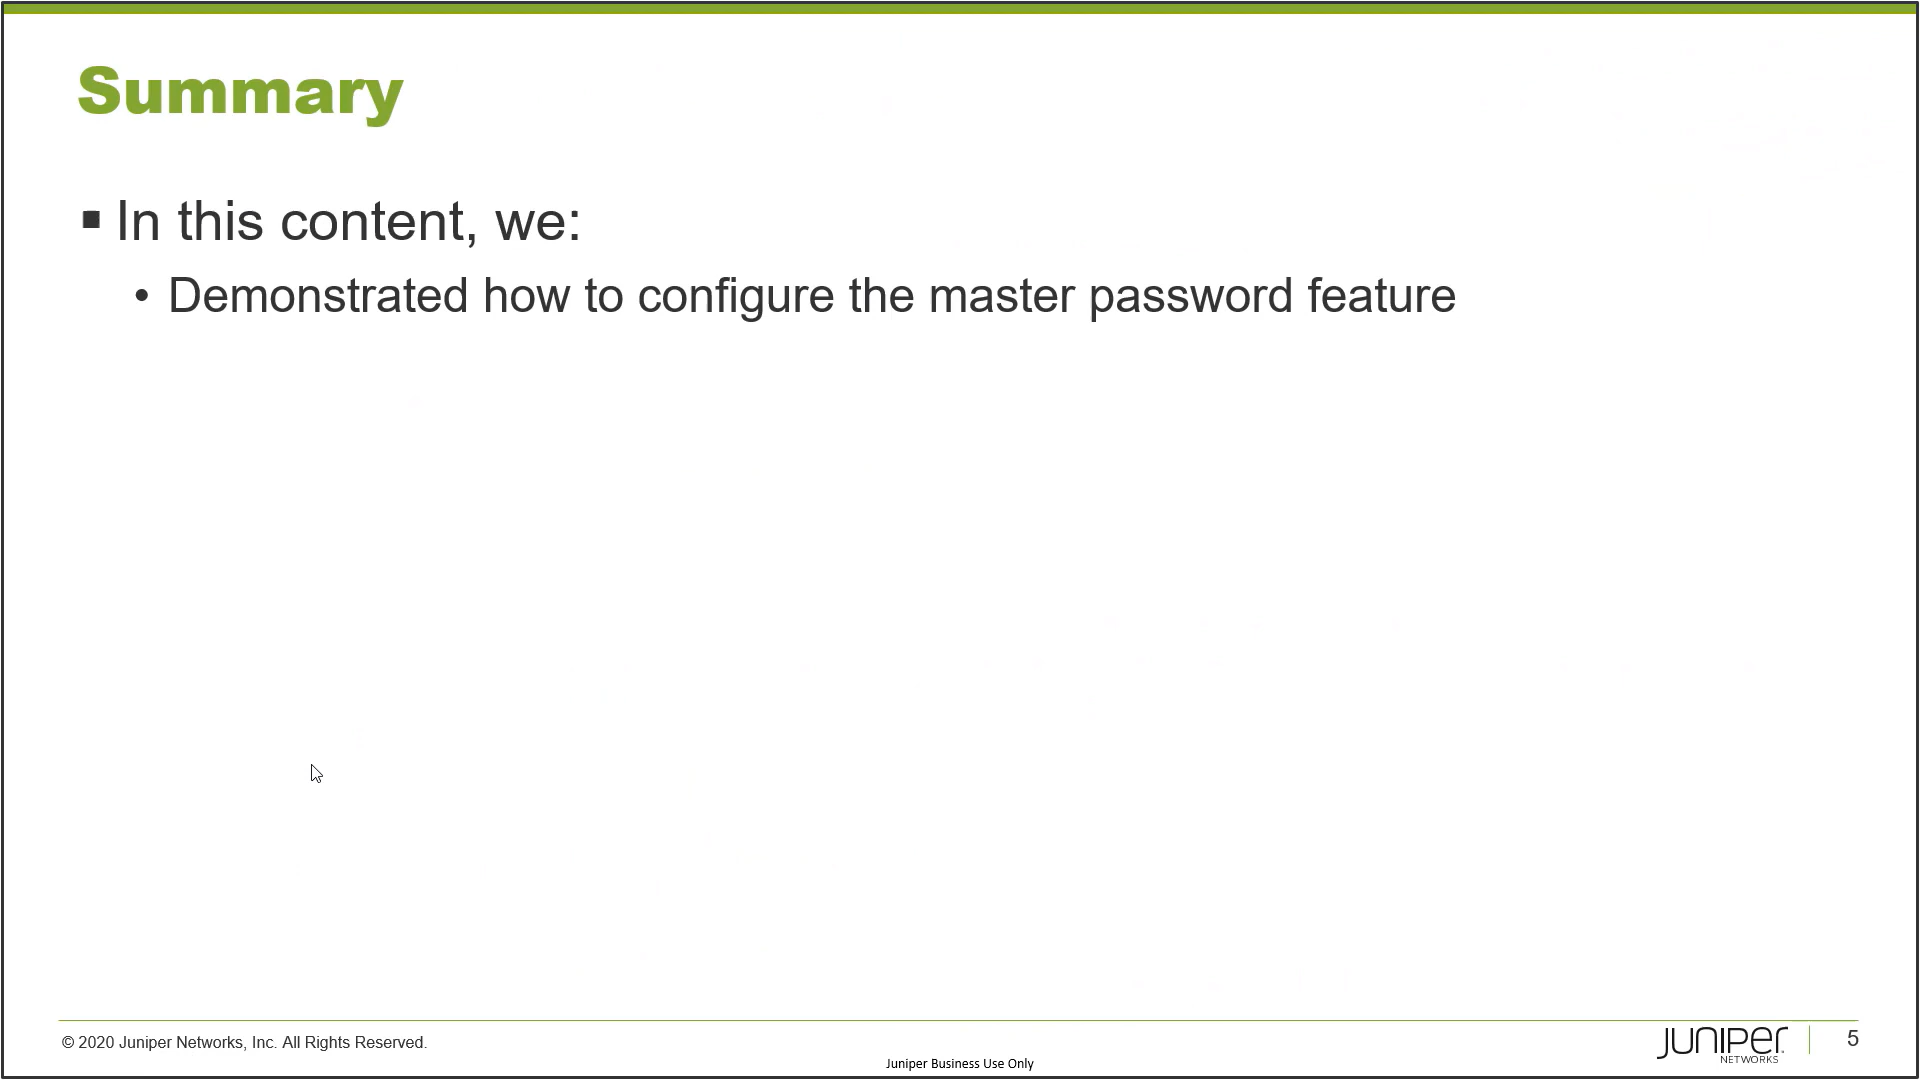 Summary
In this content, we:
Demonstrated how to configure the master password feature
© 2020 Juniper Networks, Inc. All Rights Reserved.
Juniper Business Use Only
JUNIPER
NETWORKS
5